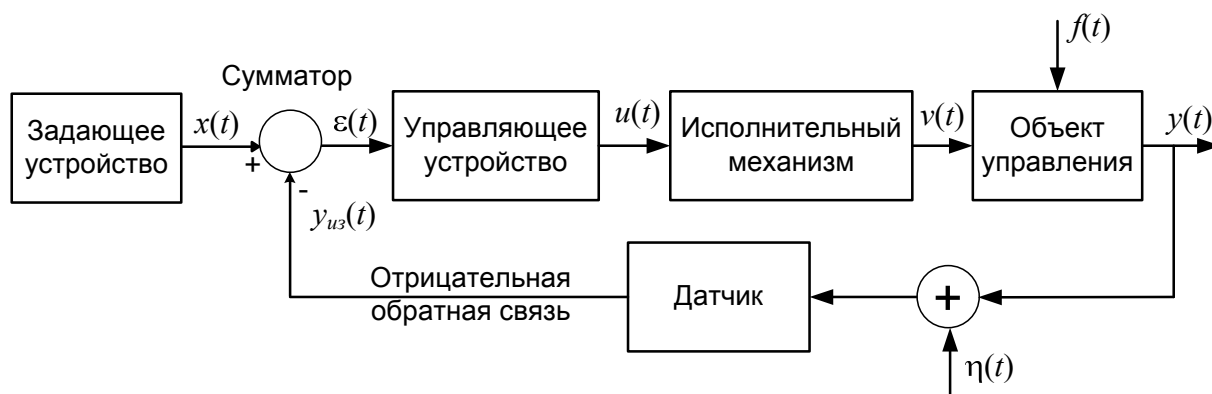 f(t)
Сумматор
Задающее
устройство
x(t)
+
-
ε(t)
Управляющее
устройство
u(t)
Исполнительный
механизм
v(t)
Объект
управления
y(t)
yиз(t)
Отрицательная
обратная связь
Датчик
+
η(t)